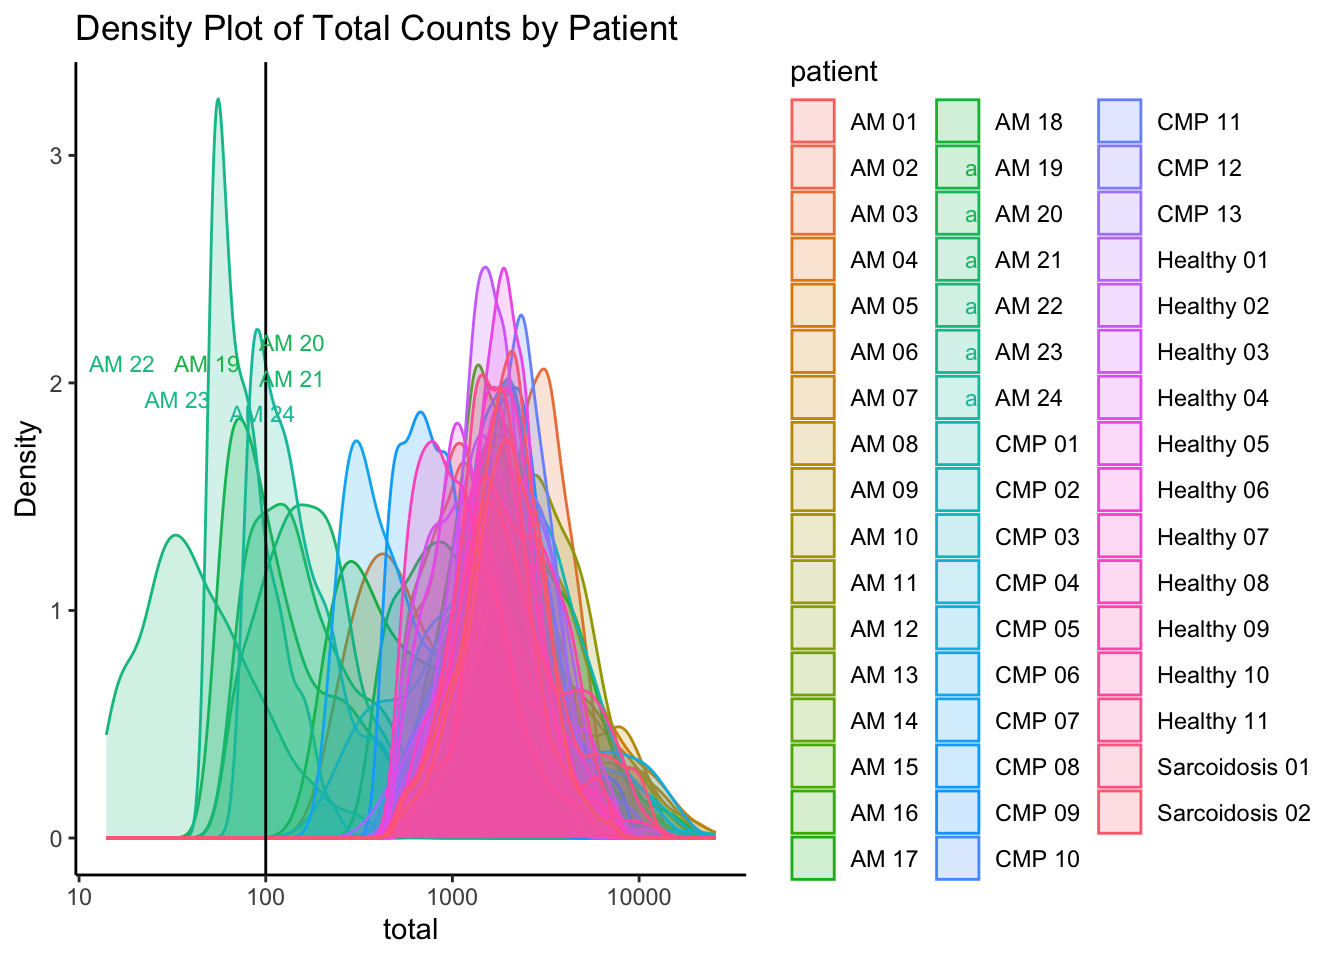 Density Plot of Total Counts by Patient
Density
3
2
1
0
AM 20
AM 22
AM 19
AM 21
AM 23
AM 24
10
100
1000
10000
total
patient
AM 01
AM 02
AM 03
AM 04
AM 05
AM 06
AM 07
AM 08
AM 09
AM 10
AM 11
AM 12
AM 13
AM 14
AM 15
AM 16
AM 17
AM 18
a AM 19
a AM 20
a AM 21
a AM 22
a AM 23
a AM 24
CMP 01
CMP 02
CMP 03
CMP 04
CMP 05
CMP 06
CMP 07
CMP 08
CMP 09
CMP 10
CMP 11
CMP 12
CMP 13
Healthy 01
Healthy 02
Healthy 03
Healthy 04
Healthy 05
Healthy 06
Healthy 07
Healthy 08
Healthy 09
Healthy 10
Healthy 11
Sarcoidosis 01
Sarcoidosis 02